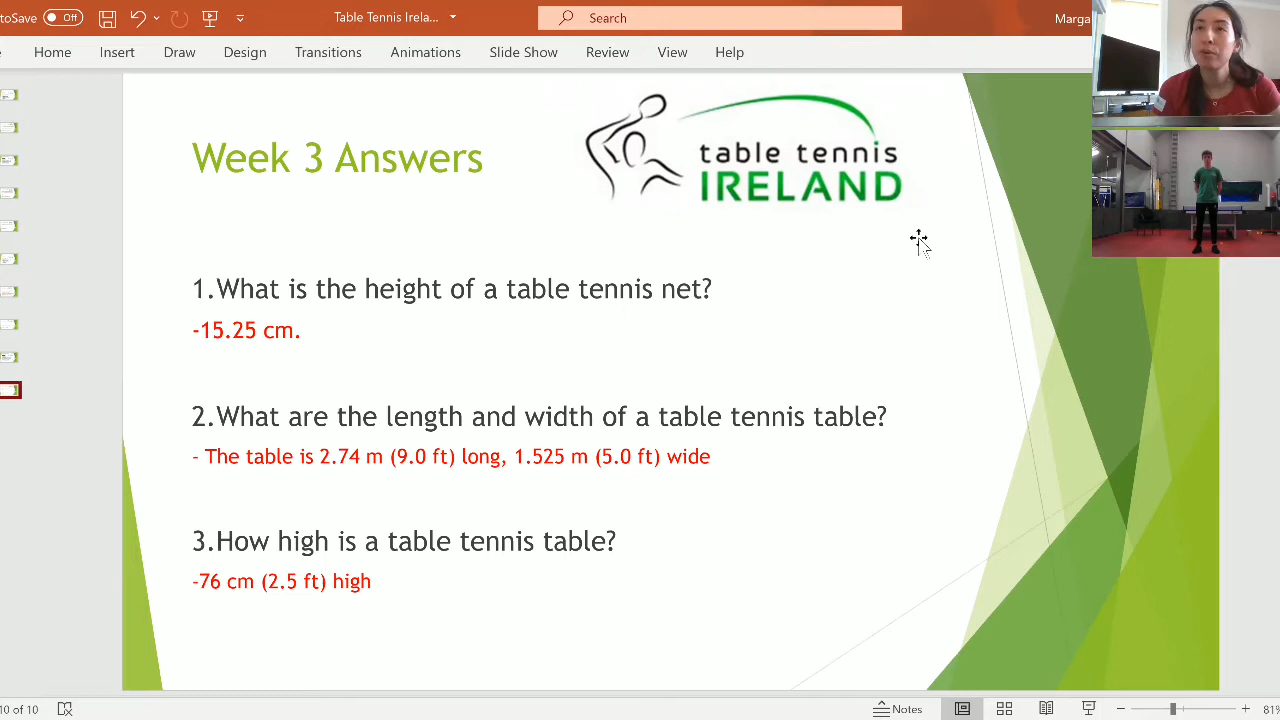 toSave Off Table Tennis Irela... Search Marga
Home Insert Draw Design Transitions Animations Slide Show Review View Help
table tennis
IRELAND
Week 3 Answers
1.What is the height of a table tennis net?
-15.25 cm.
2.What are the length and width of a table tennis table?
- The table is 2.74 m (9.0 ft) long, 1.525 m (5.0 ft) wide
3.How high is a table tennis table?
-76 cm (2.5 ft) high
10 of 10 Notes 81%